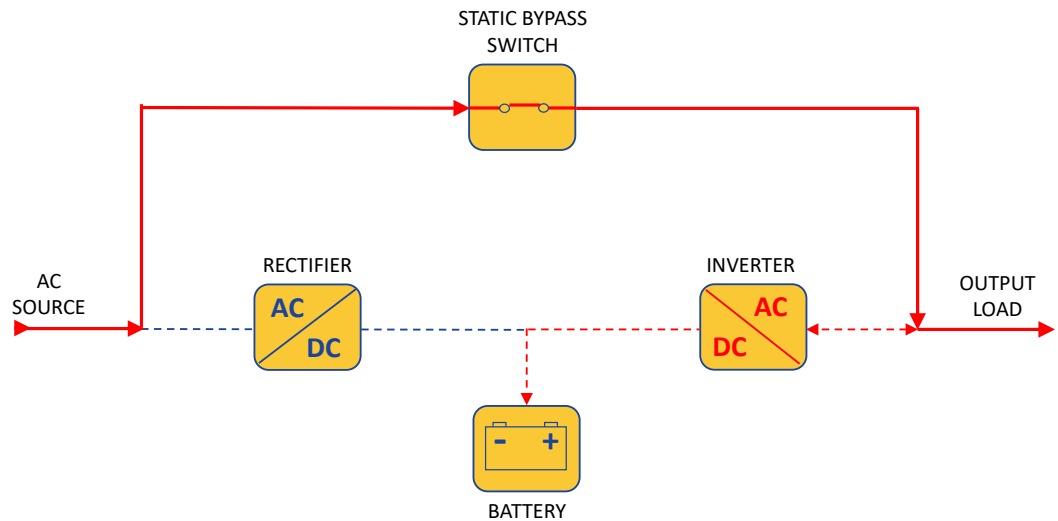 STATIC BYPASS
SWITCH
AC
SOURCE
RECTIFIER
AC
DC
INVERTER
AC
DC
OUTPUT
LOAD
- +
BATTERY